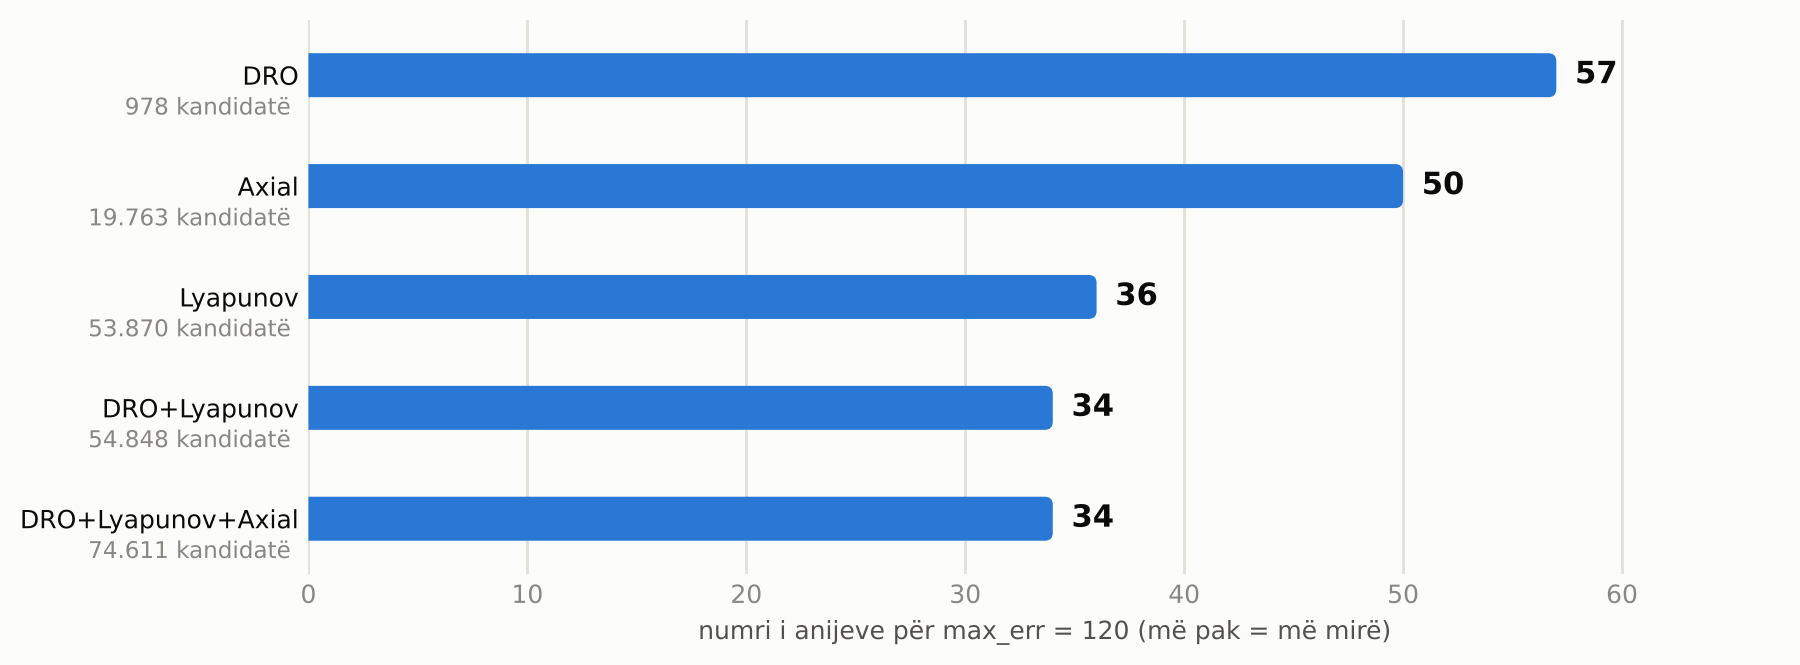 DRO
978 kandidatë
57
Axial
19.763 kandidatë
50
Lyapunov
53.870 kandidatë
36
DRO+Lyapunov
54.848 kandidatë
34
DRO+Lyapunov+Axial
74.611 kandidatë
34
0 10 20 30 40 50 60
numri i anijeve për max_err = 120 (më pak = më mirë)